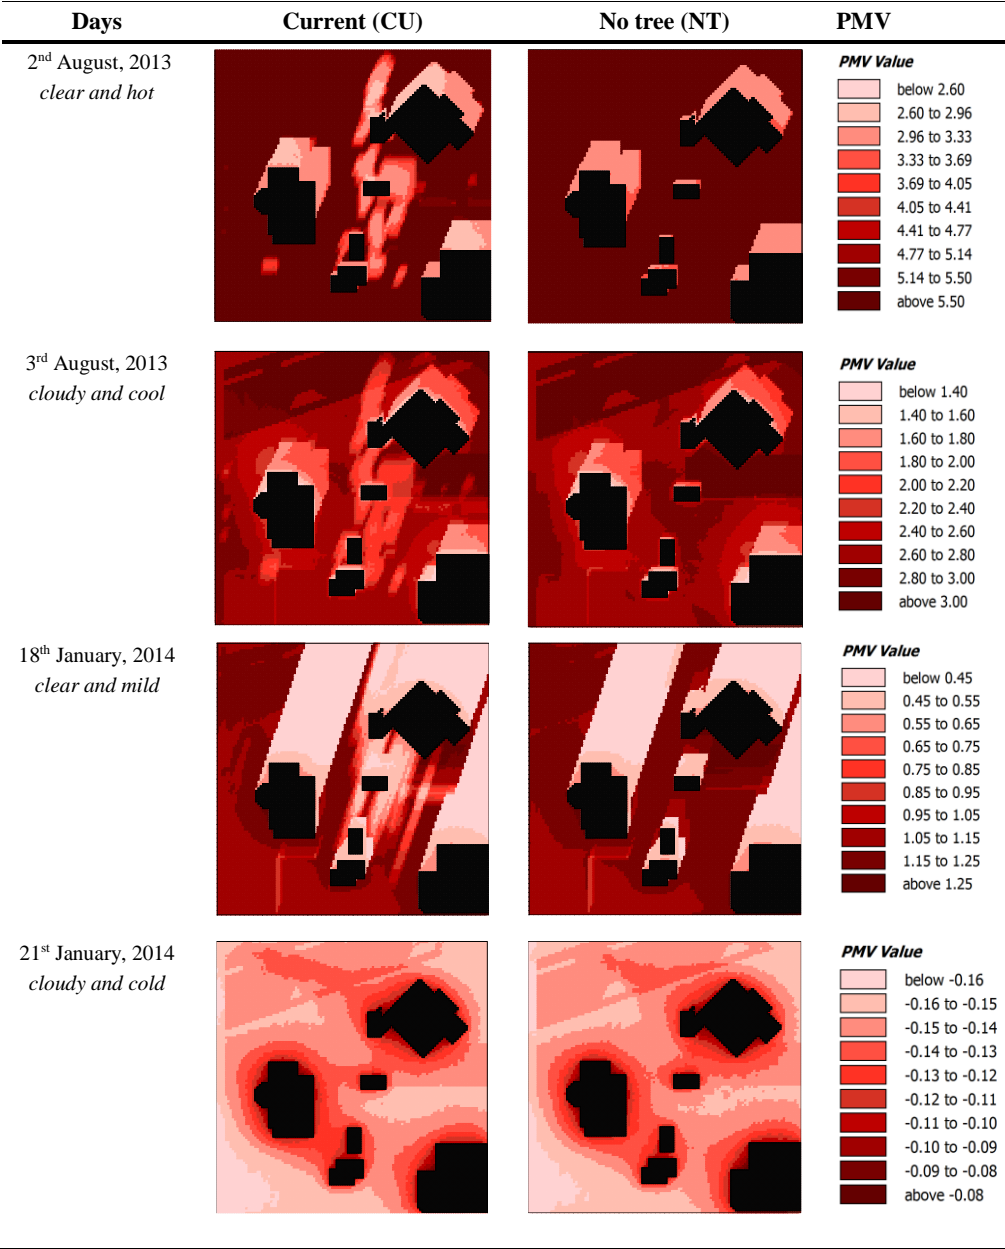 Days Current (CU) No tree (NT) PMV
2nd August, 2013
clear and hot
PMV Value
below 2.60
2.60 to 2.96
2.96 to 3.33
3.33 to 3.69
3.69 to 4.05
4.05 to 4.41
4.41 to 4.77
4.77 to 5.14
5.14 to 5.50
above 5.50
3rd August, 2013
cloudy and cool
PMV Value
below 1.40
1.40 to 1.60
1.60 to 1.80
1.80 to 2.00
2.00 to 2.20
2.20 to 2.40
2.40 to 2.60
2.60 to 2.80
2.80 to 3.00
above 3.00
18th January, 2014
clear and mild
PMV Value
below 0.45
0.45 to 0.55
0.55 to 0.65
0.65 to 0.75
0.75 to 0.85
0.85 to 0.95
0.95 to 1.05
1.05 to 1.15
1.15 to 1.25
above 1.25
21st January, 2014
cloudy and cold
PMV Value
below -0.16
-0.16 to -0.15
-0.15 to -0.14
-0.14 to -0.13
-0.13 to -0.12
-0.12 to -0.11
-0.11 to -0.10
-0.10 to -0.09
-0.09 to -0.08
above -0.08